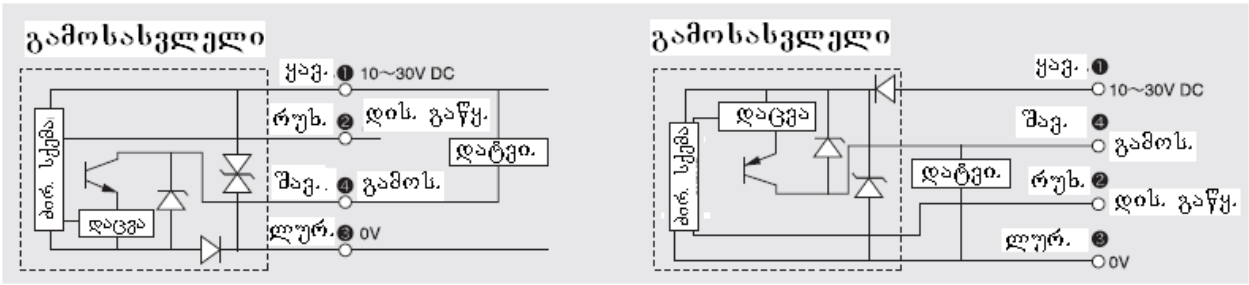 გამოსასვლელი
ყავ. ❶ 10～30V DC
რუხ. ❷ დის. გაწყ.
დატვი.
შავ.. ❹ გამოს.
ლურ. ❸ 0V
პირ. სქემა
დაცვა
გამოსასვლელი
ყავ. ❶
10～30V DC
შავ. ❹
გამოს.
დატვი.
რუხ. ❷
დის. გაწყ.
ლურ. ❸
0V
პირ. სქემა
დაცვა